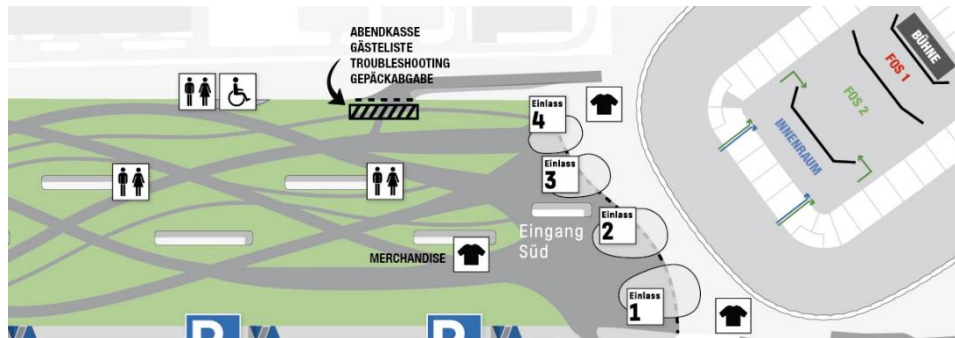 ABENDKASSE
GÄSTELISTE
TROUBLESHOOTING
GEPÄCKABGABE
BÜHNE
FOS 1
FOS 2
INNENRAUM
Einlass
4
Einlass
3
Einlass
2
Eingang
Süd
MERCHANDISE
Einlass
1
P
P